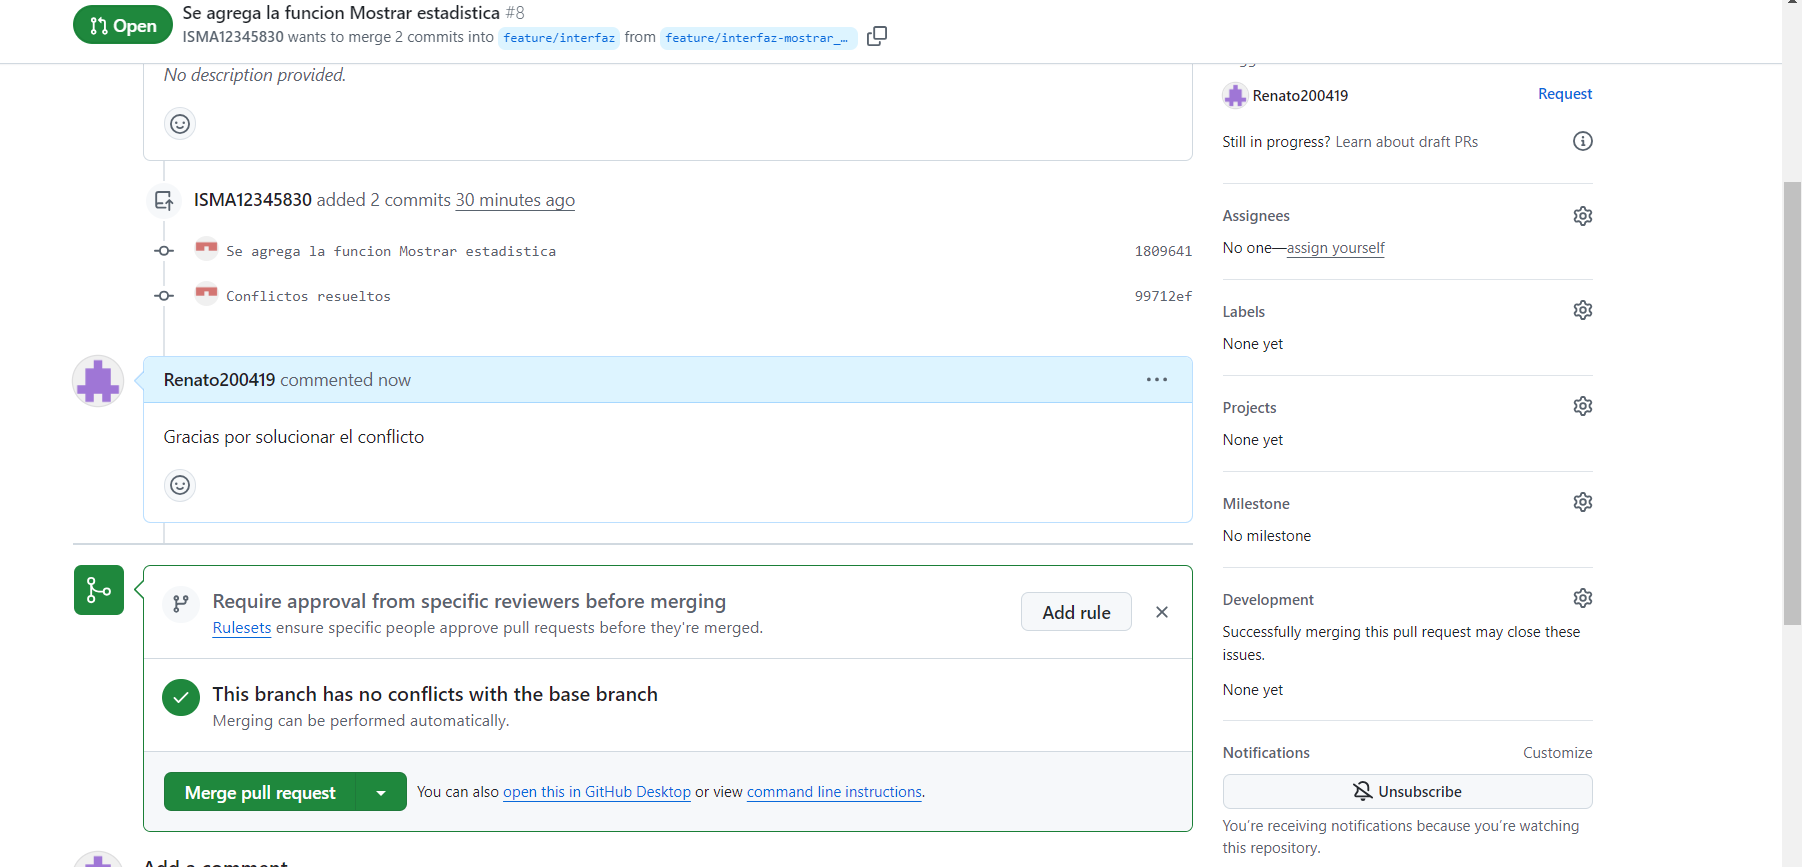 Open
Se agrega la funcion Mostrar estadistica #8
ISMA12345830 wants to merge 2 commits into feature/interfaz from feature/interfaz-mostrar_…
No description provided.
ISMA12345830 added 2 commits 30 minutes ago
Se agrega la funcion Mostrar estadistica 1809641
Conflictos resueltos 99712ef
Renato200419 commented now
Gracias por solucionar el conflicto
Require approval from specific reviewers before merging
Rulesets ensure specific people approve pull requests before they're merged.
Add rule
This branch has no conflicts with the base branch
Merging can be performed automatically.
Merge pull request
You can also open this in GitHub Desktop or view command line instructions.
Add a comment
Renato200419 Request
Still in progress? Learn about draft PRs
Assignees
No one—assign yourself
Labels
None yet
Projects
None yet
Milestone
No milestone
Development
Successfully merging this pull request may close these
issues.
None yet
Notifications Customize
Unsubscribe
You're receiving notifications because you're watching
this repository.